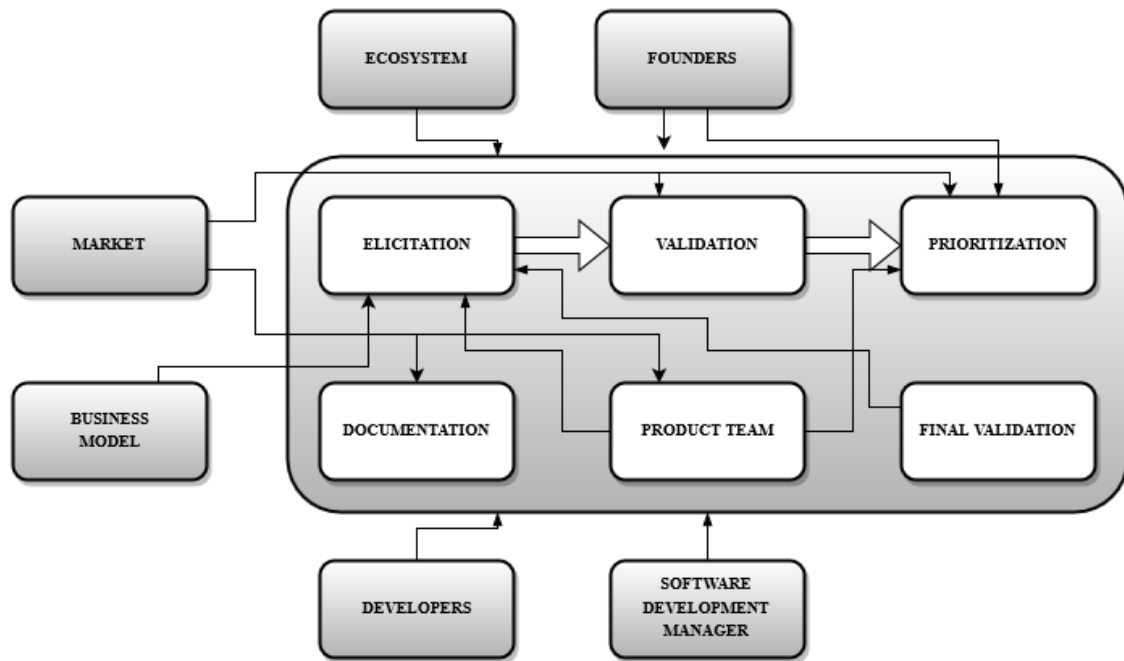 ECOSYSTEM
FOUNDERS
MARKET
ELICITATION
VALIDATION
PRIORITIZATION
BUSINESS
MODEL
DOCUMENTATION
PRODUCT TEAM
FINAL VALIDATION
DEVELOPERS
SOFTWARE
DEVELOPMENT
MANAGER